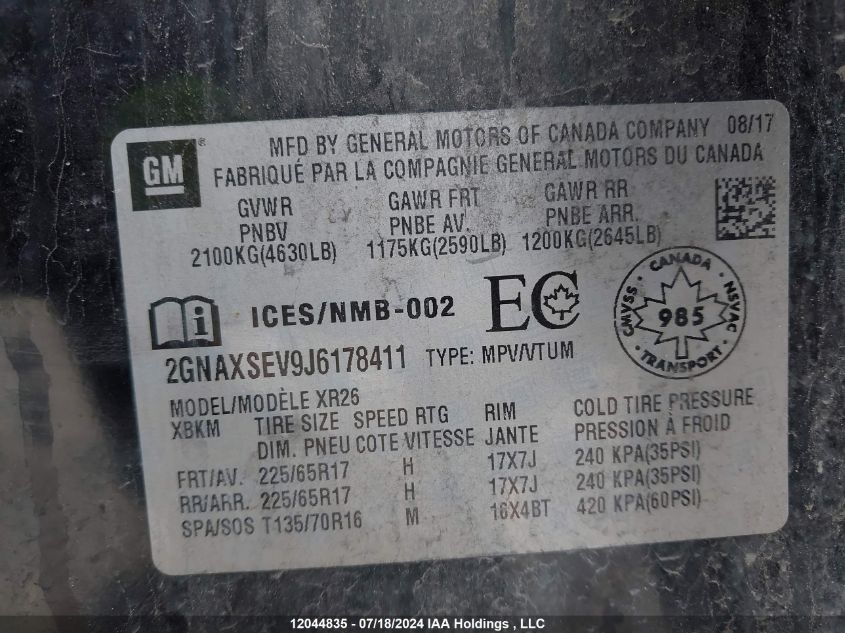 GM ®
MFD BY GENERAL MOTORS OF CANADA COMPANY 08/17
FABRIQUÉ PAR LA COMPAGNIE GENERAL MOTORS DU CANADA
GVWR GAWR FRT GAWR RR
PNBV PNBE AV. PNBE ARR.
2100KG(4630LB) 1175KG(2590LB) 1200KG(2645LB)
i ICES/NMB-002 EC
CANADA
CMVSS 985 NSVAC
TRANSPORT
2GNAXSEV9J6178411 TYPE: MPV/VTUM
MODEL/MODÈLE XR26
XBKM TIRE SIZE SPEED RTG RIM COLD TIRE PRESSURE
DIM. PNEU COTE VITESSE JANTE PRESSION À FROID
FRT/AV. 225/65R17 H 17X7J 240 KPA(35PSI)
RR/ARR. 225/65R17 H 17X7J 240 KPA(35PSI)
SPA/SOS T135/70R16 M 16X4BT 420 KPA(60PSI)
12044835 - 07/18/2024 IAA Holdings , LLC